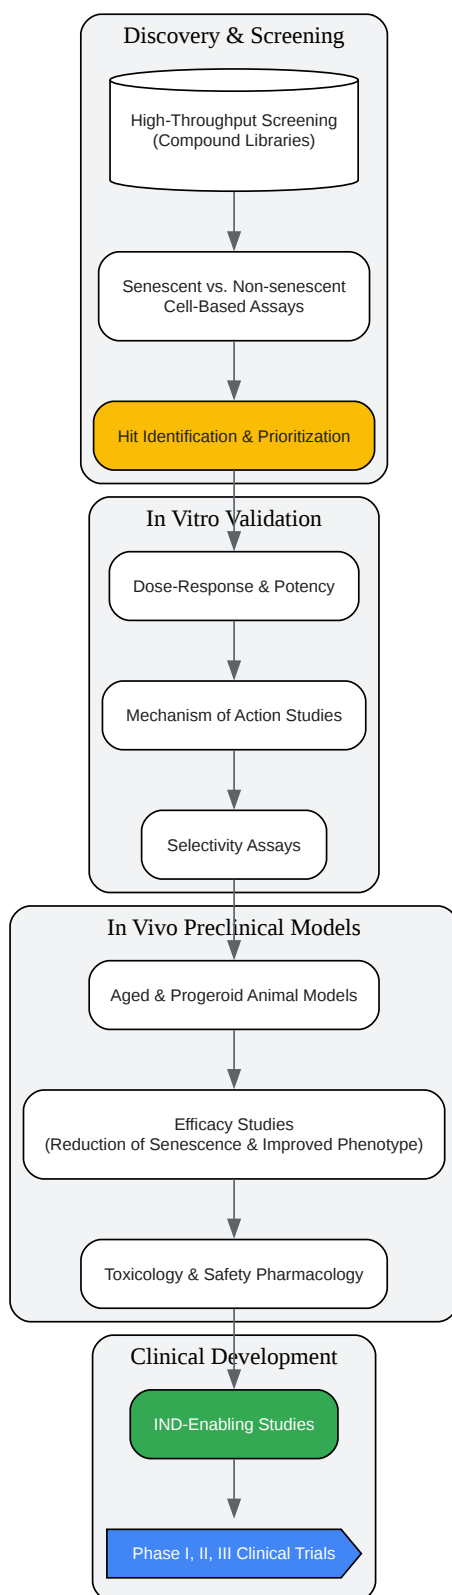 Discovery & Screening
High-Throughput Screening
(Compound Libraries)
Senescent vs. Non-senescent
Cell-Based Assays
Hit Identification & Prioritization
In Vitro Validation
Dose-Response & Potency
Mechanism of Action Studies
Selectivity Assays
In Vivo Preclinical Models
Aged & Progeroid Animal Models
Efficacy Studies
(Reduction of Senescence & Improved Phenotype)
Toxicology & Safety Pharmacology
Clinical Development
IND-Enabling Studies
Phase I, II, III Clinical Trials